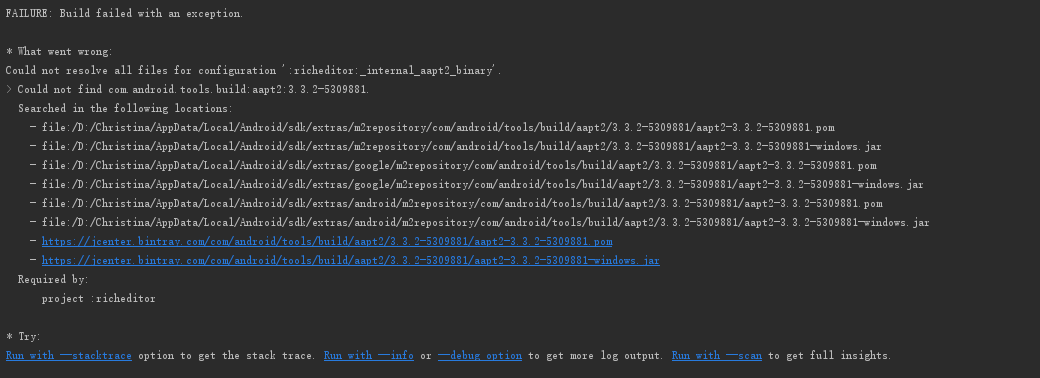 FAILURE: Build failed with an exception.
* What went wrong:
Could not resolve all files for configuration ':richeditor:_internal_aapt2_binary'.
> Could not find com.android.tools.build:aapt2:3.3.2-5309881.
Searched in the following locations:
- file:/D:/Christina/AppData/Local/Android/sdk/extras/m2repository/com/android/tools/build/aapt2/3.3.2-5309881/aapt2-3.3.2-5309881.pom
- file:/D:/Christina/AppData/Local/Android/sdk/extras/m2repository/com/android/tools/build/aapt2/3.3.2-5309881/aapt2-3.3.2-5309881-windows.jar
- file:/D:/Christina/AppData/Local/Android/sdk/extras/google/m2repository/com/android/tools/build/aapt2/3.3.2-5309881/aapt2-3.3.2-5309881.pom
- file:/D:/Christina/AppData/Local/Android/sdk/extras/google/m2repository/com/android/tools/build/aapt2/3.3.2-5309881/aapt2-3.3.2-5309881-windows.jar
- file:/D:/Christina/AppData/Local/Android/sdk/extras/android/m2repository/com/android/tools/build/aapt2/3.3.2-5309881/aapt2-3.3.2-5309881.pom
- file:/D:/Christina/AppData/Local/Android/sdk/extras/android/m2repository/com/android/tools/build/aapt2/3.3.2-5309881/aapt2-3.3.2-5309881-windows.jar
- https://jcenter.bintray.com/com/android/tools/build/aapt2/3.3.2-5309881/aapt2-3.3.2-5309881.pom
- https://jcenter.bintray.com/com/android/tools/build/aapt2/3.3.2-5309881/aapt2-3.3.2-5309881-windows.jar
Required by:
project :richeditor
* Try:
Run with --stacktrace option to get the stack trace. Run with --info or --debug option to get more log output. Run with --scan to get full insights.